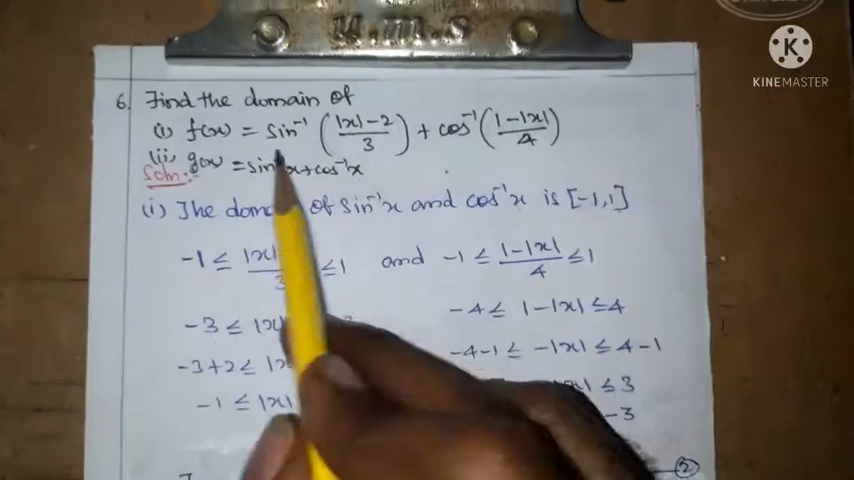 u.m.s
KINEMASTER
6. Find the domain of
(i) f(x) = sin⁻¹ (|x|-2/3) + cos⁻¹ (1-|x|/4)
(ii) g(x) = sin x + cos⁻¹x
Soln:-
(i) The domain of sin⁻¹x and cos⁻¹x is [-1,1]
-1 ≤ |x| / 3 ≤ 1 and -1 ≤ 1-|x|/4 ≤ 1
-3 ≤ |x| -4 ≤ 1-|x| ≤ 4
-3+2 ≤ -4-1 ≤ -|x| ≤ 4-1
-1 ≤ |x| |x| ≤ 3
-3
2